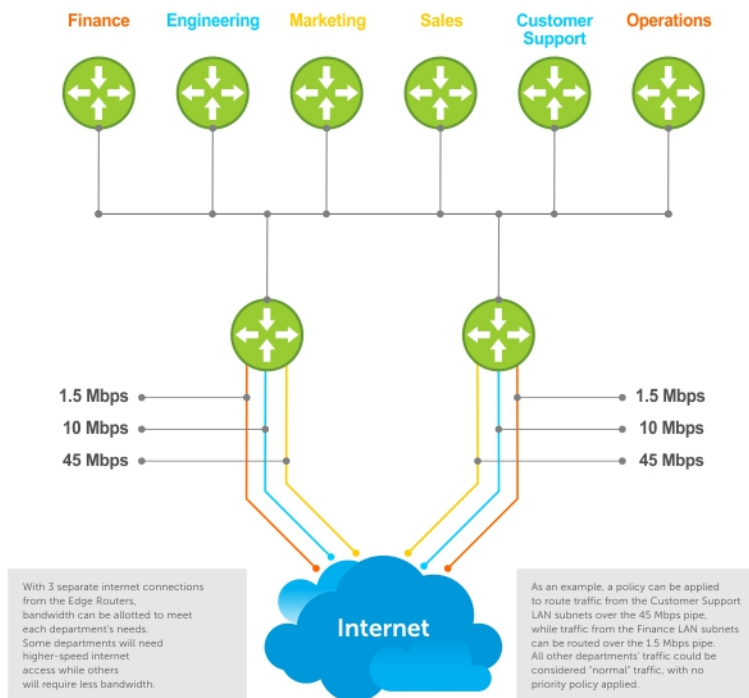 Finance
Engineering
Marketing
Sales
Customer
Support
Operations
1.5 Mbps
10 Mbps
45 Mbps
1.5 Mbps
10 Mbps
45 Mbps
Internet
With 3 separate internet connections
from the Edge Routers,
bandwidth can be allotted to meet
each department's needs.
Some departments will need
higher-speed internet
access while others
will require less bandwidth.
As an example, a policy can be applied
to route traffic from the Customer Support
LAN subnets over the 45 Mbps pipe,
while traffic from the Finance LAN subnets
can be routed over the 1.5 Mbps pipe.
All other departments' traffic could be
considered "normal" traffic, with no
priority policy applied.